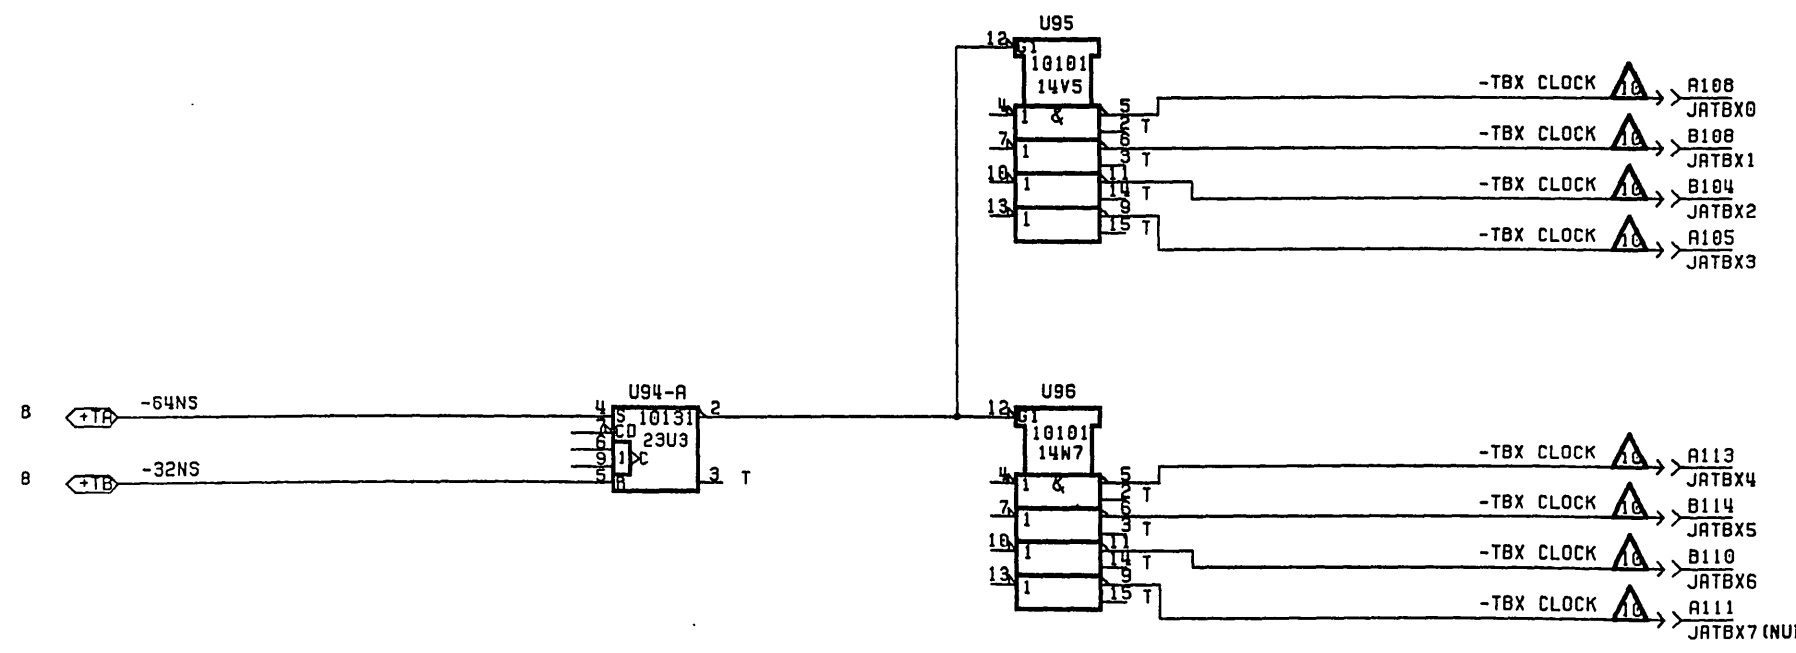 U95
12 G1
10101
14V5
4 1 & 5
2 T
7 1 6
3 T
10 1 11
14 T
13 1 9
15 T
-TBX CLOCK 10 A108
JATBX0
-TBX CLOCK 10 B108
JATBX1
-TBX CLOCK 10 B104
JATBX2
-TBX CLOCK 10 A105
JATBX3
U94-A
8 +TA -64NS 4 S 10131 2
7 CD 23U3
6
9 1 C
8 +TB -32NS 5 R 3 T
U96
12 G1
10101
14W7
4 1 & 5
2 T
7 1 6
3 T
10 1 11
14 T
13 1 9
15 T
-TBX CLOCK 10 A113
JATBX4
-TBX CLOCK 10 B114
JATBX5
-TBX CLOCK 10 B110
JATBX6
-TBX CLOCK 10 A111
JATBX7(NU)